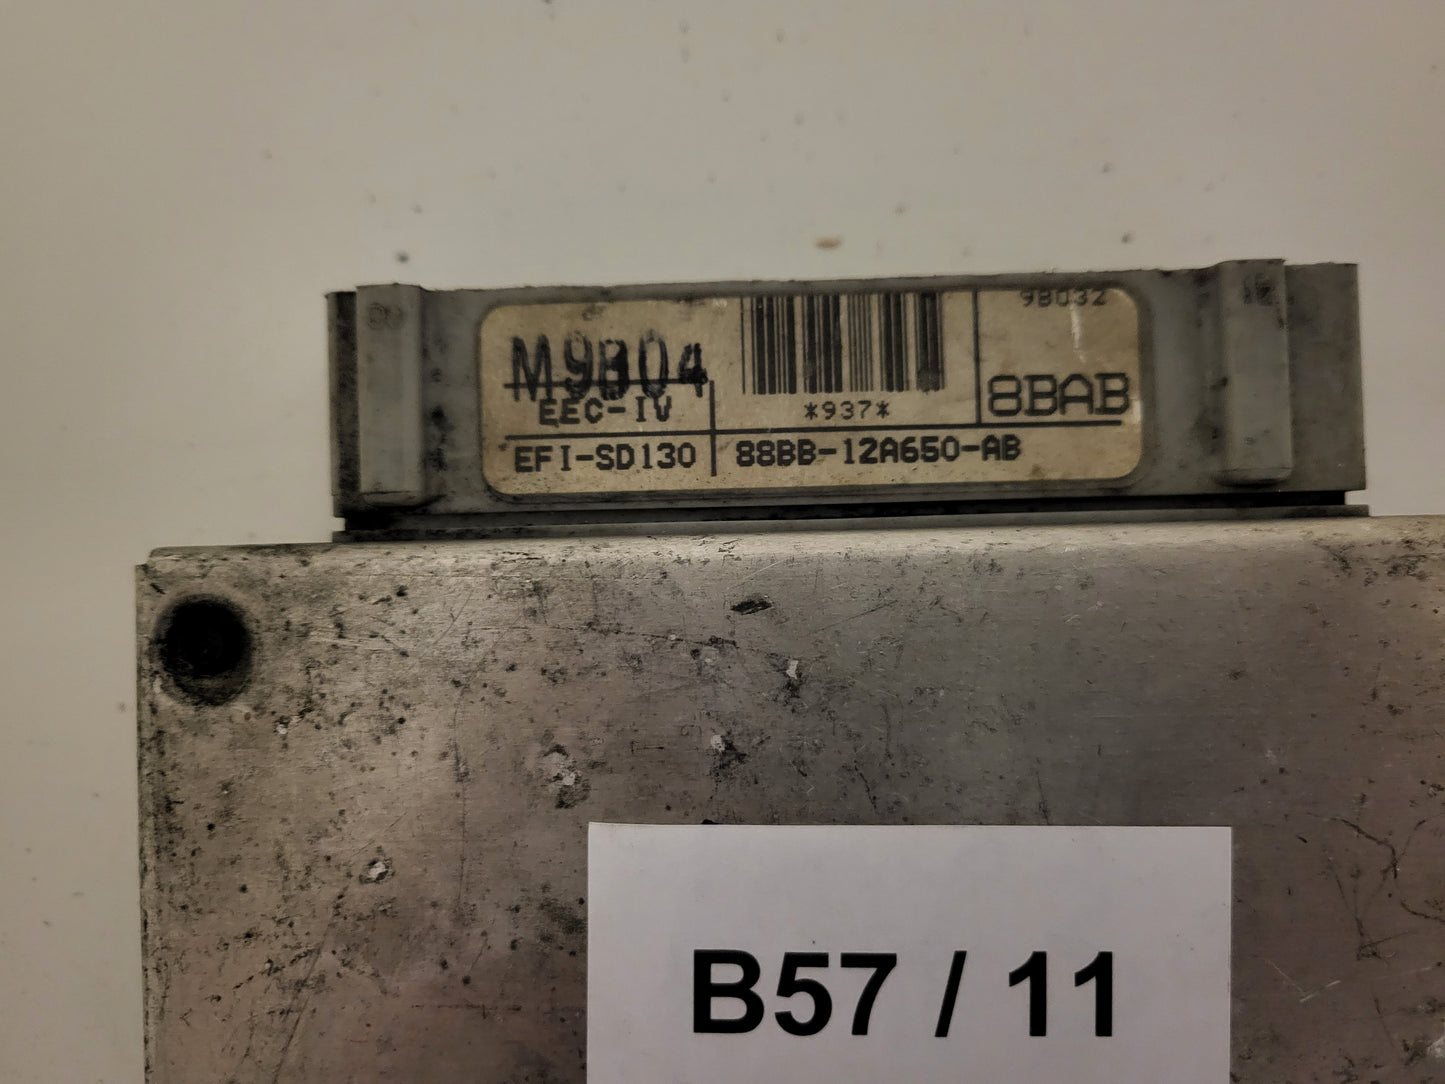 98032
M9B04
EEC-IV
*937*
8BAB
EFI-SD130
88BB-12A650-AB
B57 / 11